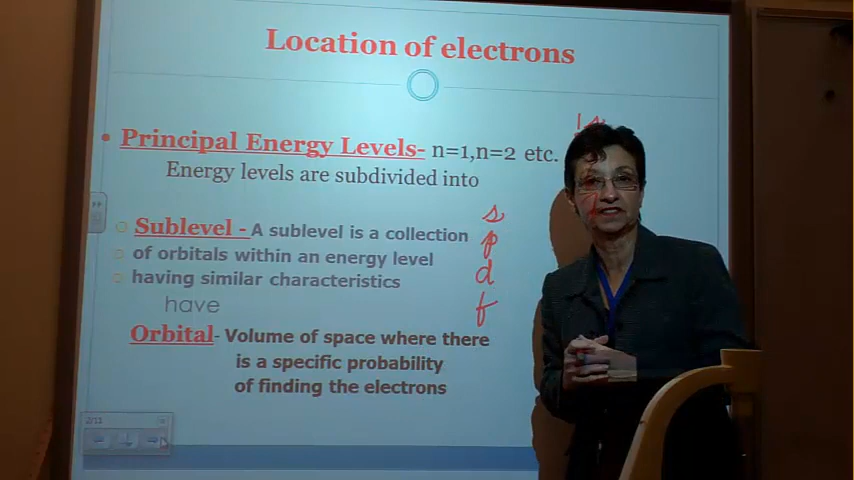 Location of electrons
• Principal Energy Levels- n=1,n=2 etc.
Energy levels are subdivided into
Sublevel - A sublevel is a collection
of orbitals within an energy level
having similar characteristics
s
p
d
f
have
Orbital- Volume of space where there
is a specific probability
of finding the electrons
2/13